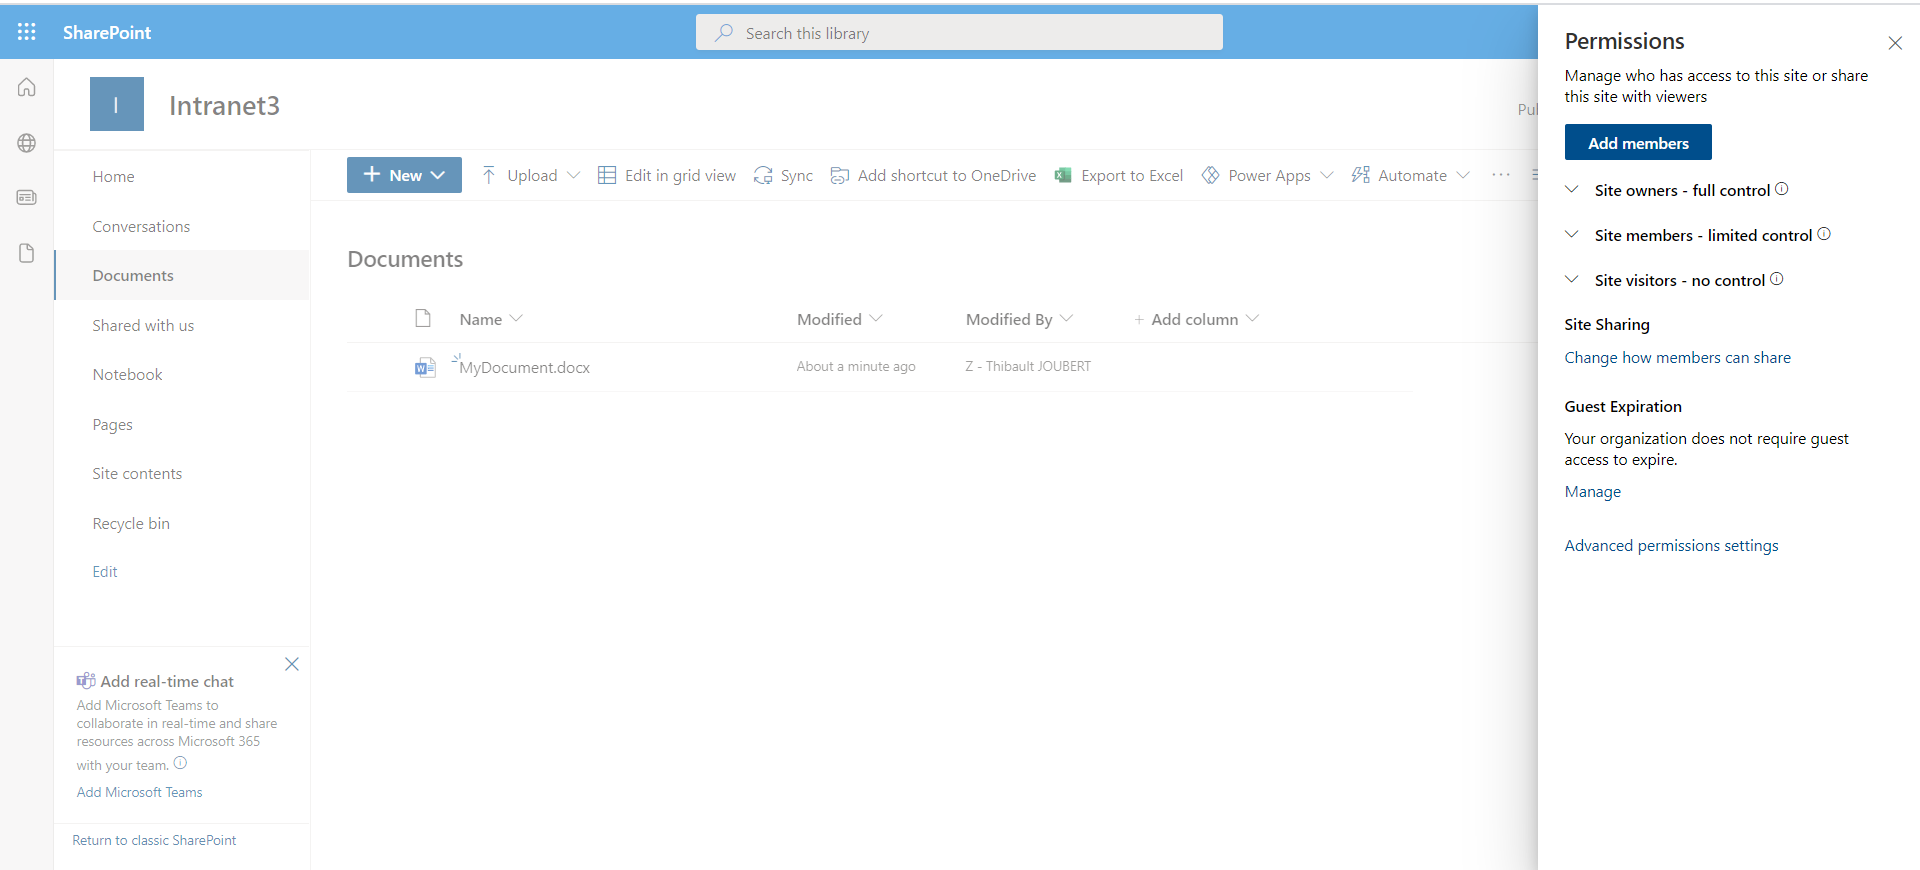 SharePoint
Search this library
I
Intranet3
Home
Conversations
Documents
Shared with us
Notebook
Pages
Site contents
Recycle bin
Edit
Add real-time chat
Add Microsoft Teams to
collaborate in real-time and share
resources across Microsoft 365
with your team.
Add Microsoft Teams
Return to classic SharePoint
New
Upload
Edit in grid view
Sync
Add shortcut to OneDrive
Export to Excel
Power Apps
Automate
Documents
Name
Modified
Modified By
Add column
MyDocument.docx
About a minute ago
Z - Thibault JOUBERT
Permissions
Manage who has access to this site or share
this site with viewers
Add members
Site owners - full control
Site members - limited control
Site visitors - no control
Site Sharing
Change how members can share
Guest Expiration
Your organization does not require guest
access to expire.
Manage
Advanced permissions settings